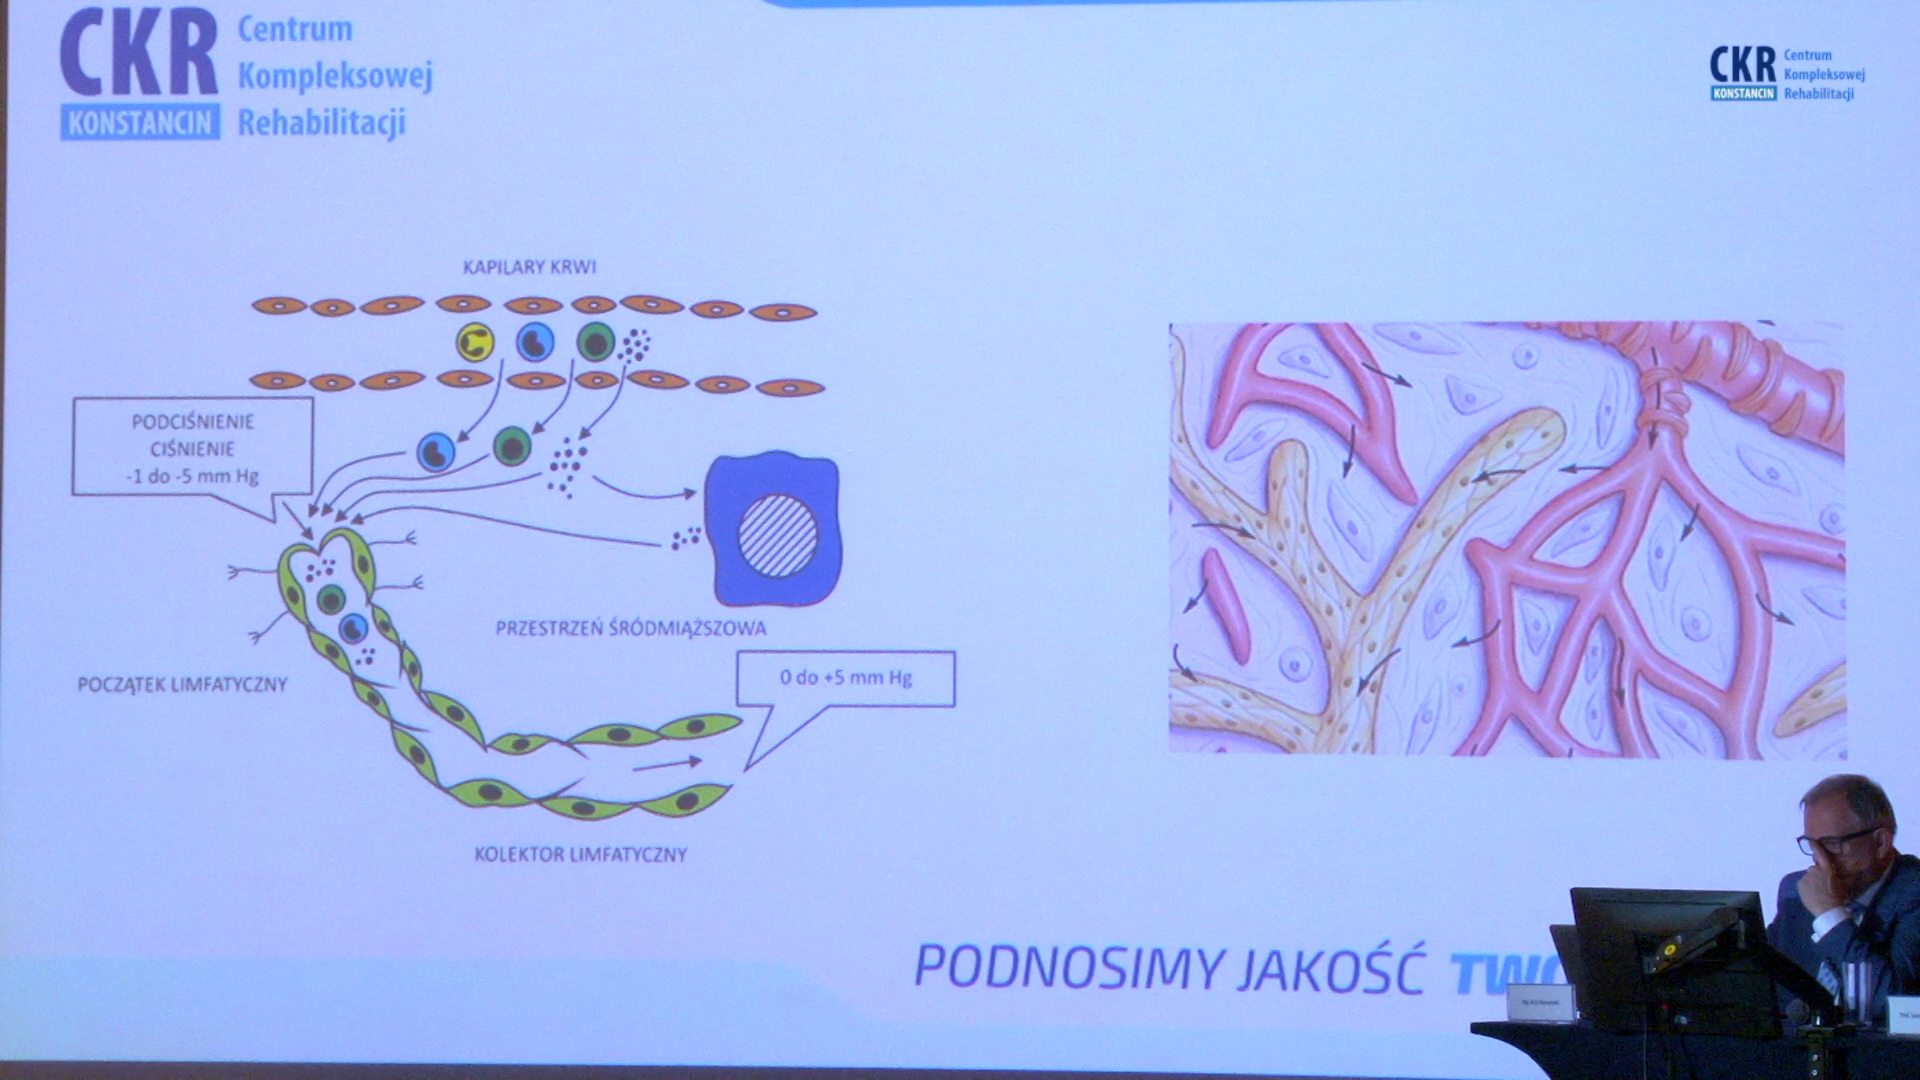 CKR
KONSTANCIN
Centrum
Kompleksowej
Rehabilitacji
CKR
KONSTANCIN
Centrum
Kompleksowej
Rehabilitacji
KAPILARY KRWI
PODCIŚNIENIE
CIŚNIENIE
-1 do -5 mm Hg
PRZESTRZEŃ ŚRÓDMIĄŻSZOWA
POCZĄTEK LIMFATYCZNY
0 do +5 mm Hg
KOLEKTOR LIMFATYCZNY
PODNOSIMY JAKOŚĆ